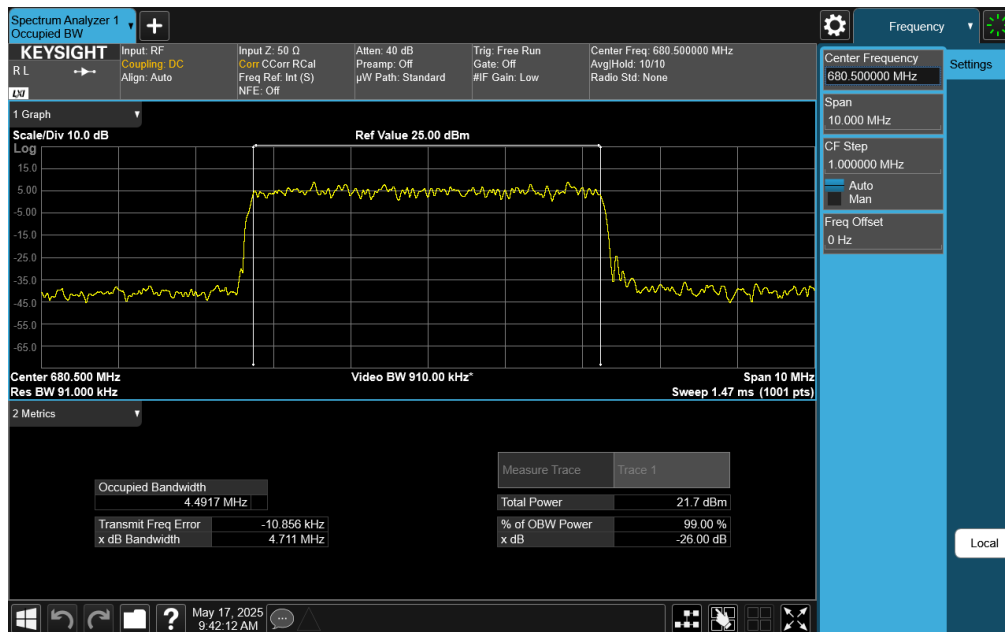 Spectrum Analyzer 1
Occupied BW
Frequency
KEYSIGHT
R L
LXI
Input: RF
Coupling: DC
Align: Auto
Input Z: 50 Ω
Corr CCorr RCal
Freq Ref: Int (S)
NFE: Off
Atten: 40 dB
Preamp: Off
µW Path: Standard
Trig: Free Run
Gate: Off
#IF Gain: Low
Center Freq: 680.500000 MHz
Avg|Hold: 10/10
Radio Std: None
Center Frequency
680.500000 MHz
Settings
Span
10.000 MHz
CF Step
1.000000 MHz
Auto
Man
Freq Offset
0 Hz
Local
1 Graph
Scale/Div 10.0 dB
Ref Value 25.00 dBm
Log
15.0
5.00
-5.00
-15.0
-25.0
-35.0
-45.0
-55.0
-65.0
Center 680.500 MHz
Video BW 910.00 kHz*
Span 10 MHz
Res BW 91.000 kHz
Sweep 1.47 ms (1001 pts)
2 Metrics
Measure Trace Trace 1
Occupied Bandwidth
4.4917 MHz
Total Power 21.7 dBm
Transmit Freq Error -10.856 kHz
% of OBW Power 99.00 %
x dB Bandwidth 4.711 MHz
x dB -26.00 dB
May 17, 2025
9:42:12 AM